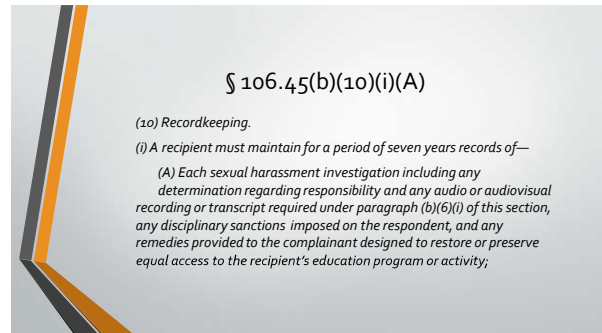 § 106.45(b)(10)(i)(A)
(10) Recordkeeping.
(i) A recipient must maintain for a period of seven years records of—
(A) Each sexual harassment investigation including any
determination regarding responsibility and any audio or audiovisual
recording or transcript required under paragraph (b)(6)(i) of this section,
any disciplinary sanctions imposed on the respondent, and any
remedies provided to the complainant designed to restore or preserve
equal access to the recipient's education program or activity;